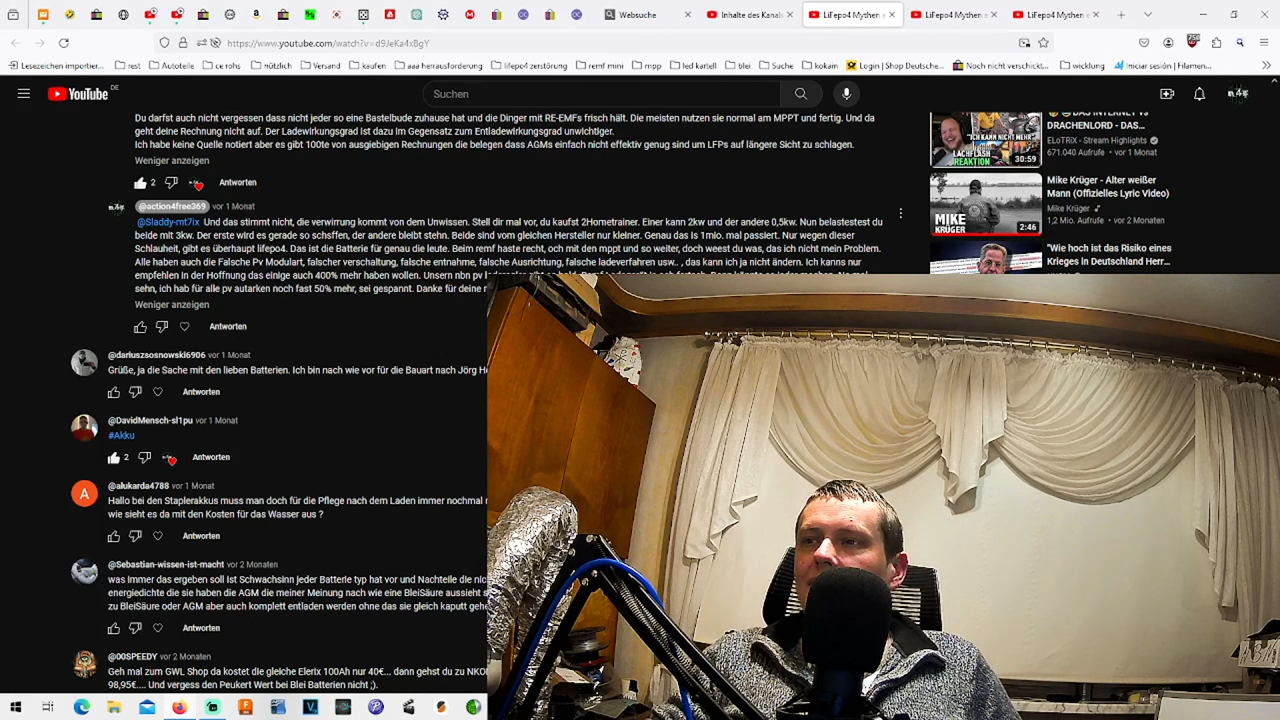 Websuche
Inhalte des Kanals
LiFepo4 Mythen e
LiFepo4 Mythen e
LiFepo4 Mythen e
https://www.youtube.com/watch?v=d9JeKa4xBgY
Lesezeichen importier...
rest
Autoteile
ce rohs
nützlich
Versand
kaufen
aaa herrausforderung
lifepo4 zerstörung
remf mini
mpp
led kartell
blei
Suche
kokain
Login | Shop Deutsche...
Noch nicht verschickt...
wicklung
Iniciar sesión | Filamen...
YouTube DE
Suchen
Du darfst auch nicht vergessen dass nicht jeder so eine Bastelbude zuhause hat und die Dinger mit RE-EMFs frisch hält. Die meisten nutzen sie normal am MPPT und fertig. Und da
geht deine Rechnung nicht auf. Der Ladewirkungsgrad ist dazu im Gegensatz zum Entladewirkungsgrad unwichtiger.
Ich habe keine Quelle notiert aber es gibt 100te von ausgiebigen Rechnungen die belegen dass AGMs einfach nicht effektiv genug sind um LFPs auf längere Sicht zu schlagen.
Weniger anzeigen
2 Antworten
@action4free369 vor 1 Monat
@Sladdy-mt7ix Und das stimmt nicht, die verwirrung kommt von dem Unwissen. Stell dir mal vor, du kaufst 2Hometrainer. Einer kann 2kw und der andere 0,5kw. Nun belastestest du
beide mit 3kw. Der erste wird es gerade so schsffen, der andere bleibt stehn. Beide sind vom gleichen Hersteller nur kleiner. Genau das Is 1mio. mal passiert. Nur wegen dieser
Schlauheit, gibt es überhaupt lifepo4. Das ist die Batterie für genau die leute. Beim remf haste recht, och mit den mppt und so weiter, doch weest du was, das ich nicht mein Problem.
Alle haben auch die Falsche Pv Modulart, falscher verschaltung, falsche entnahme, falsche Ausrichtung, falsche ladeverfahren usw.. , das kann ich ja nicht ändern. Ich kanns nur
empfehlen in der Hoffnung das einige auch 400% mehr haben wollen. Unsern nbn pv
sehn, ich hab für alle pv autarken noch fast 50% mehr, sei gespannt. Danke für deine
Weniger anzeigen
Antworten
@dariuszsosnowski6906 vor 1 Monat
Grüße, ja die Sache mit den lieben Batterien. Ich bin nach wie vor für die Bauart nach Jörg
Antworten
@DavidMensch-sl1pu vor 1 Monat
#Akku
2 Antworten
A
@alukarda4788 vor 1 Monat
Hallo bei den Staplerakkus muss man doch für die Pflege nach dem Laden immer nochmal
wie sieht es da mit den Kosten für das Wasser aus ?
Antworten
@Sebastian-wissen-ist-macht vor 2 Monaten
was immer das ergeben soll ist Schwachsinn jeder Batterie typ hat vor und Nachteile die
energiedichte die sie haben die AGM die meiner Meinung nach wie eine BleiSäure aussieht
zu BleiSäure oder AGM aber auch komplett entladen werden ohne das sie gleich kaputt
Antworten
@00SPEEDY vor 2 Monaten
Geh mal zum GWL Shop da kostet die gleiche Elerix 100Ah nur 40€... dann gehst du zu
98,95€.... Und vergess den Peukert Wert bei Blei Batterien nicht ;).
DRACHENLORD - DAS...
ELoTRiX - Stream Highlights
671.040 Aufrufe • vor 1 Monat
"ICH KANN NICHT MEHR"
LACHFLASH
REAKTION
30:59
Mike Krüger - Alter weißer
Mann (Offizielles Lyric Video)
Mike Krüger
1,2 Mio. Aufrufe • vor 2 Monaten
MIKE
KRÜGER
2:46
"Wie hoch ist das Risiko eines
Krieges in Deutschland Herr...